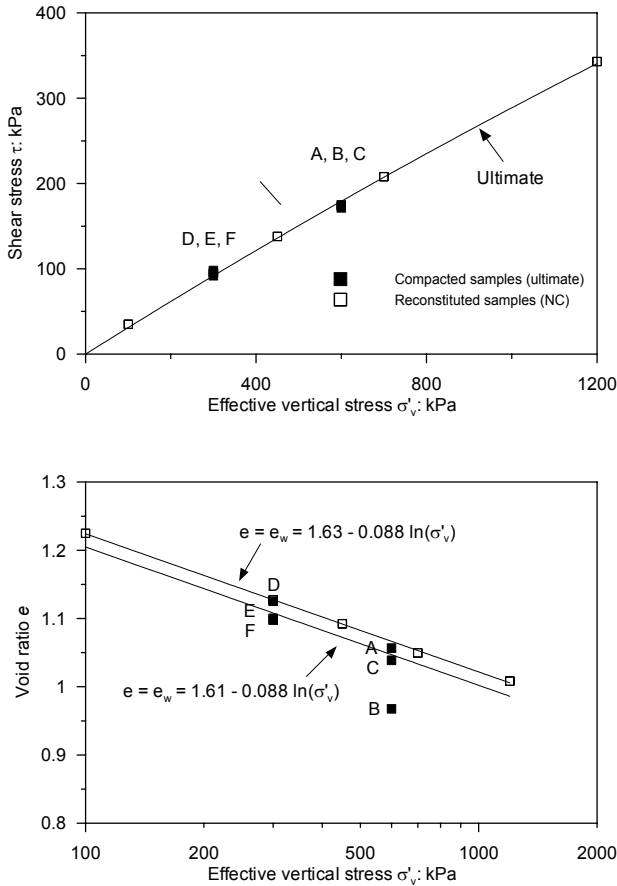 400
300
200
100
0
Shear stress τ: kPa
A, B, C
Ultimate
D, E, F
Compacted samples (ultimate)
Reconstituted samples (NC)
0 400 800 1200
Effective vertical stress σ'v: kPa
1.3
1.2
1.1
1
0.9
0.8
Void ratio e
e = ew = 1.63 - 0.088 ln(σ'v)
D
E
F
A
C
B
e = ew = 1.61 - 0.088 ln(σ'v)
100 200 500 1000 2000
Effective vertical stress σ'v: kPa